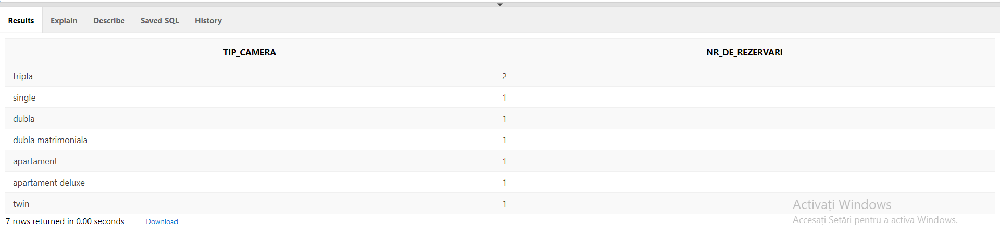 Results Explain Describe Saved SQL History
TIP_CAMERA NR_DE_REZERVARI
tripla 2
single 1
dubla 1
dubla matrimoniala 1
apartament 1
apartament deluxe 1
twin 1
Activați Windows
7 rows returned in 0.00 seconds Download
Accesați Setări pentru a activa Windows.